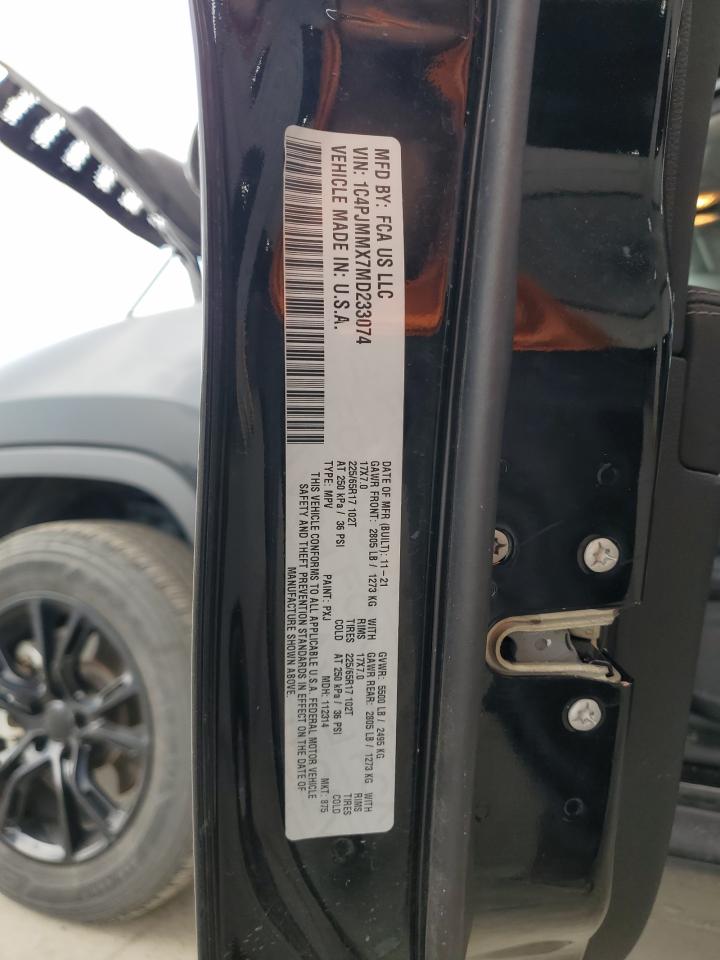 MFD BY: FCA US LLC
VIN: 1C4PJMMX7MD233074
VEHICLE MADE IN: U.S.A.
DATE OF MFR (BUILT): 11-21 GVWR: 5500 LB / 2495 KG
GAWR FRONT: 2805 LB / 1273 KG WITH GAWR REAR: 2805 LB / 1273 KG WITH
17X7.0 RIMS 17X7.0 RIMS
225/65R17 102T TIRES 225/65R17 102T TIRES
AT 250 kPa / 36 PSI COLD AT 250 kPa / 36 PSI COLD
TYPE: MPV PAINT: PXJ MDH: 112314 MKT: 875
THIS VEHICLE CONFORMS TO ALL APPLICABLE U.S.A. FEDERAL MOTOR VEHICLE
SAFETY AND THEFT PREVENTION STANDARDS IN EFFECT ON THE DATE OF
MANUFACTURE SHOWN ABOVE.